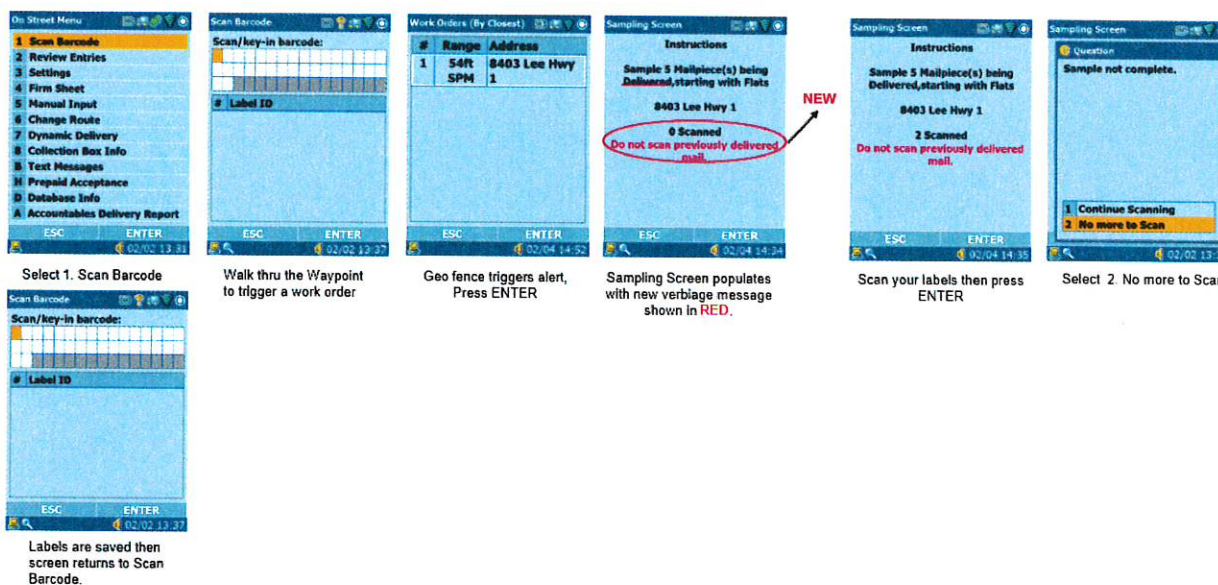 On Street Menu
1 Scan Barcode
2 Review Entries
3 Settings
4 Firm Sheet
5 Manual Input
6 Change Route
7 Dynamic Delivery
8 Collection Box Info
B Text Messages
H Prepaid Acceptance
D Database Info
A Accountables Delivery Report
ESC ENTER
02/02 13:31
Select 1. Scan Barcode
Scan Barcode
Scan/key-in barcode:
# Label ID
ESC ENTER
02/02 13:37
Walk thru the Waypoint
to trigger a work order
Work Orders (By Closest)
# Range Address
1 54ft 8403 Lee Hwy
SPM 1
ESC ENTER
02/04 14:52
Geo fence triggers alert,
Press ENTER
Sampling Screen
Instructions
Sample 5 Mailpiece(s) being
Delivered,starting with Flats
8403 Lee Hwy 1
0 Scanned
Do not scan previously delivered
mail.
ESC ENTER
02/04 14:34
Sampling Screen populates
with new verbiage message
shown in RED.
NEW
Sampling Screen
Instructions
Sample 5 Mailpiece(s) being
Delivered,starting with Flats
8403 Lee Hwy 1
2 Scanned
Do not scan previously delivered
mail.
ESC ENTER
02/04 14:35
Scan your labels then press
ENTER
Sampling Screen
Question
Sample not complete.
1 Continue Scanning
2 No more to Scan
02/02 13:
Select 2. No more to Scan
Scan Barcode
Scan/key-in barcode:
# Label ID
ESC ENTER
02/02 13:37
Labels are saved then
screen returns to Scan
Barcode.